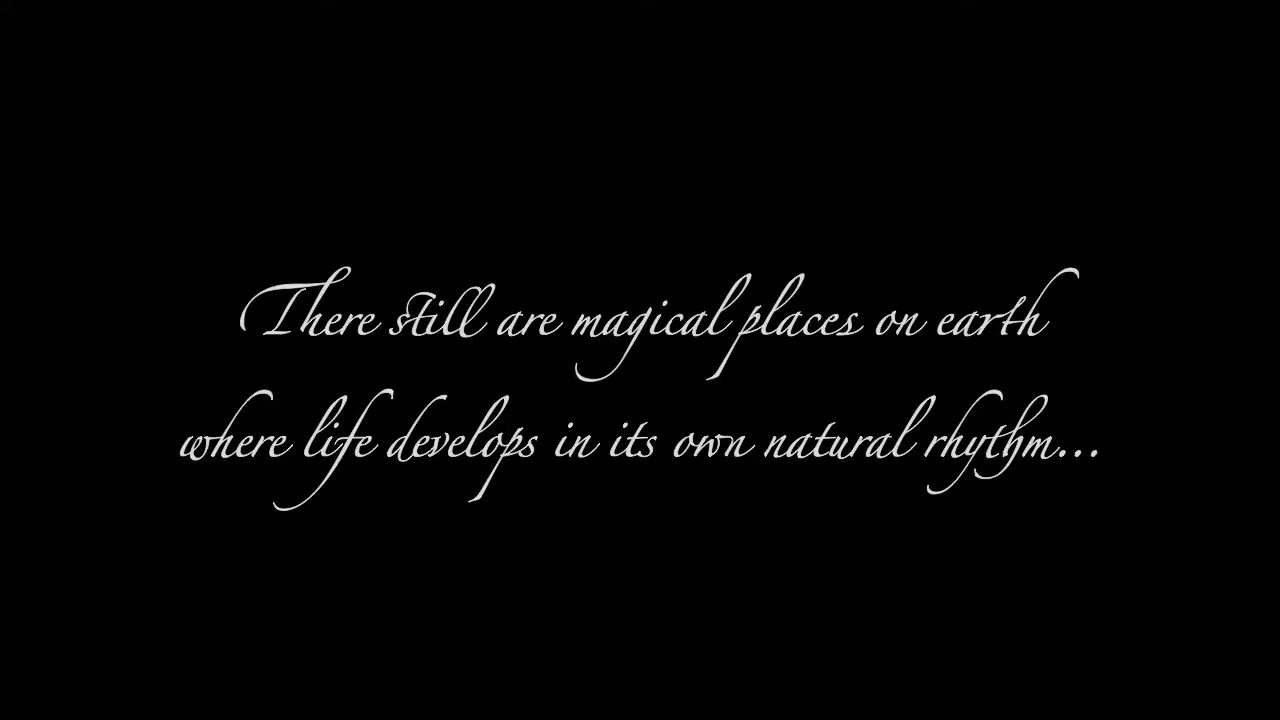 There still are magical places on earth
where life develops in its own natural rhythm...